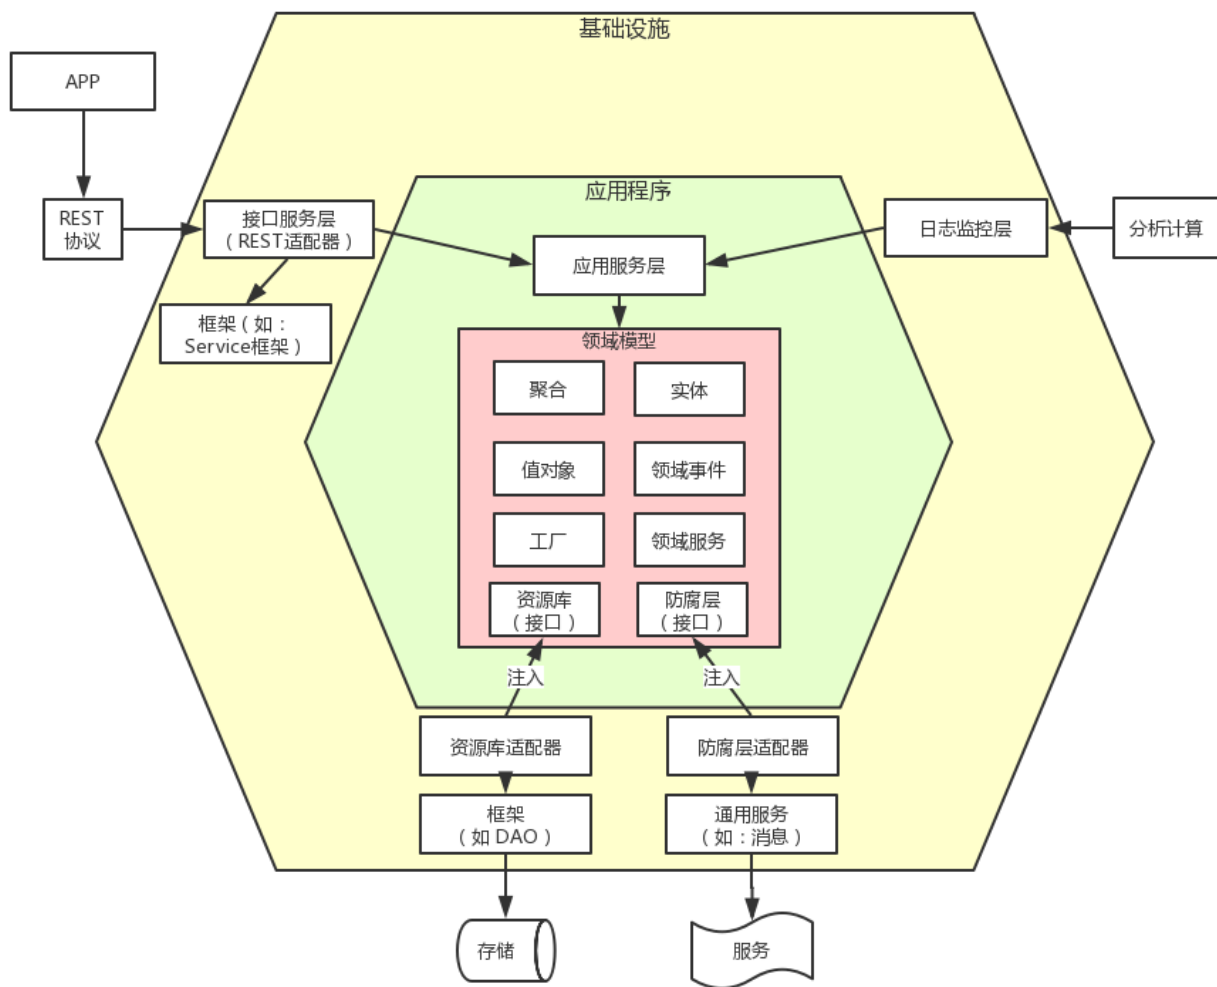 基础设施
APP
应用程序
REST
协议
接口服务层
（REST适配器）
日志监控层
分析计算
应用服务层
框架（如：
Service框架）
领域模型
聚合
实体
值对象
领域事件
工厂
领域服务
资源库
（接口）
防腐层
（接口）
注入
注入
资源库适配器
防腐层适配器
框架
（如 DAO）
通用服务
（如：消息）
存储
服务